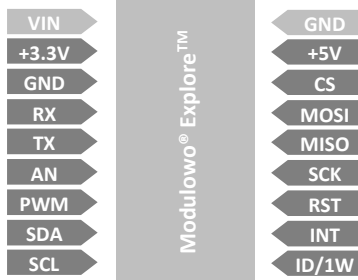 VIN
+3.3V
GND
RX
TX
AN
PWM
SDA
SCL
Modulowo® Explore™
GND
+5V
CS
MOSI
MISO
SCK
RST
INT
ID/1W